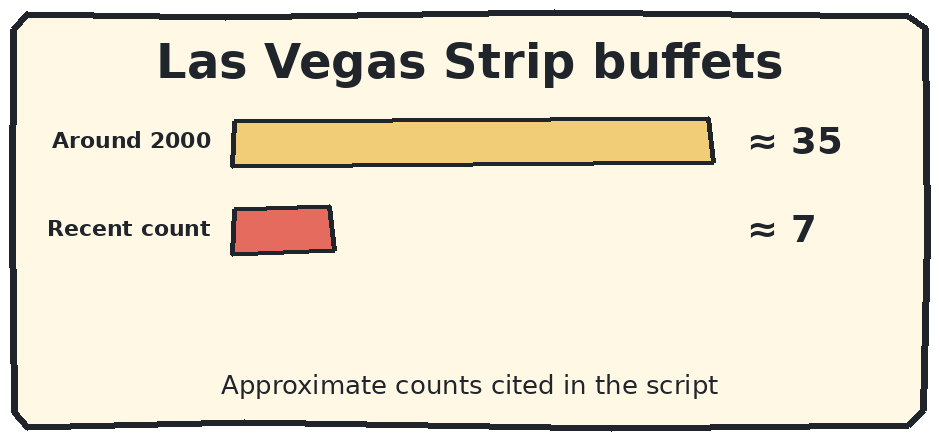 Las Vegas Strip buffets
Around 2000 ≈ 35
Recent count ≈ 7
Approximate counts cited in the script